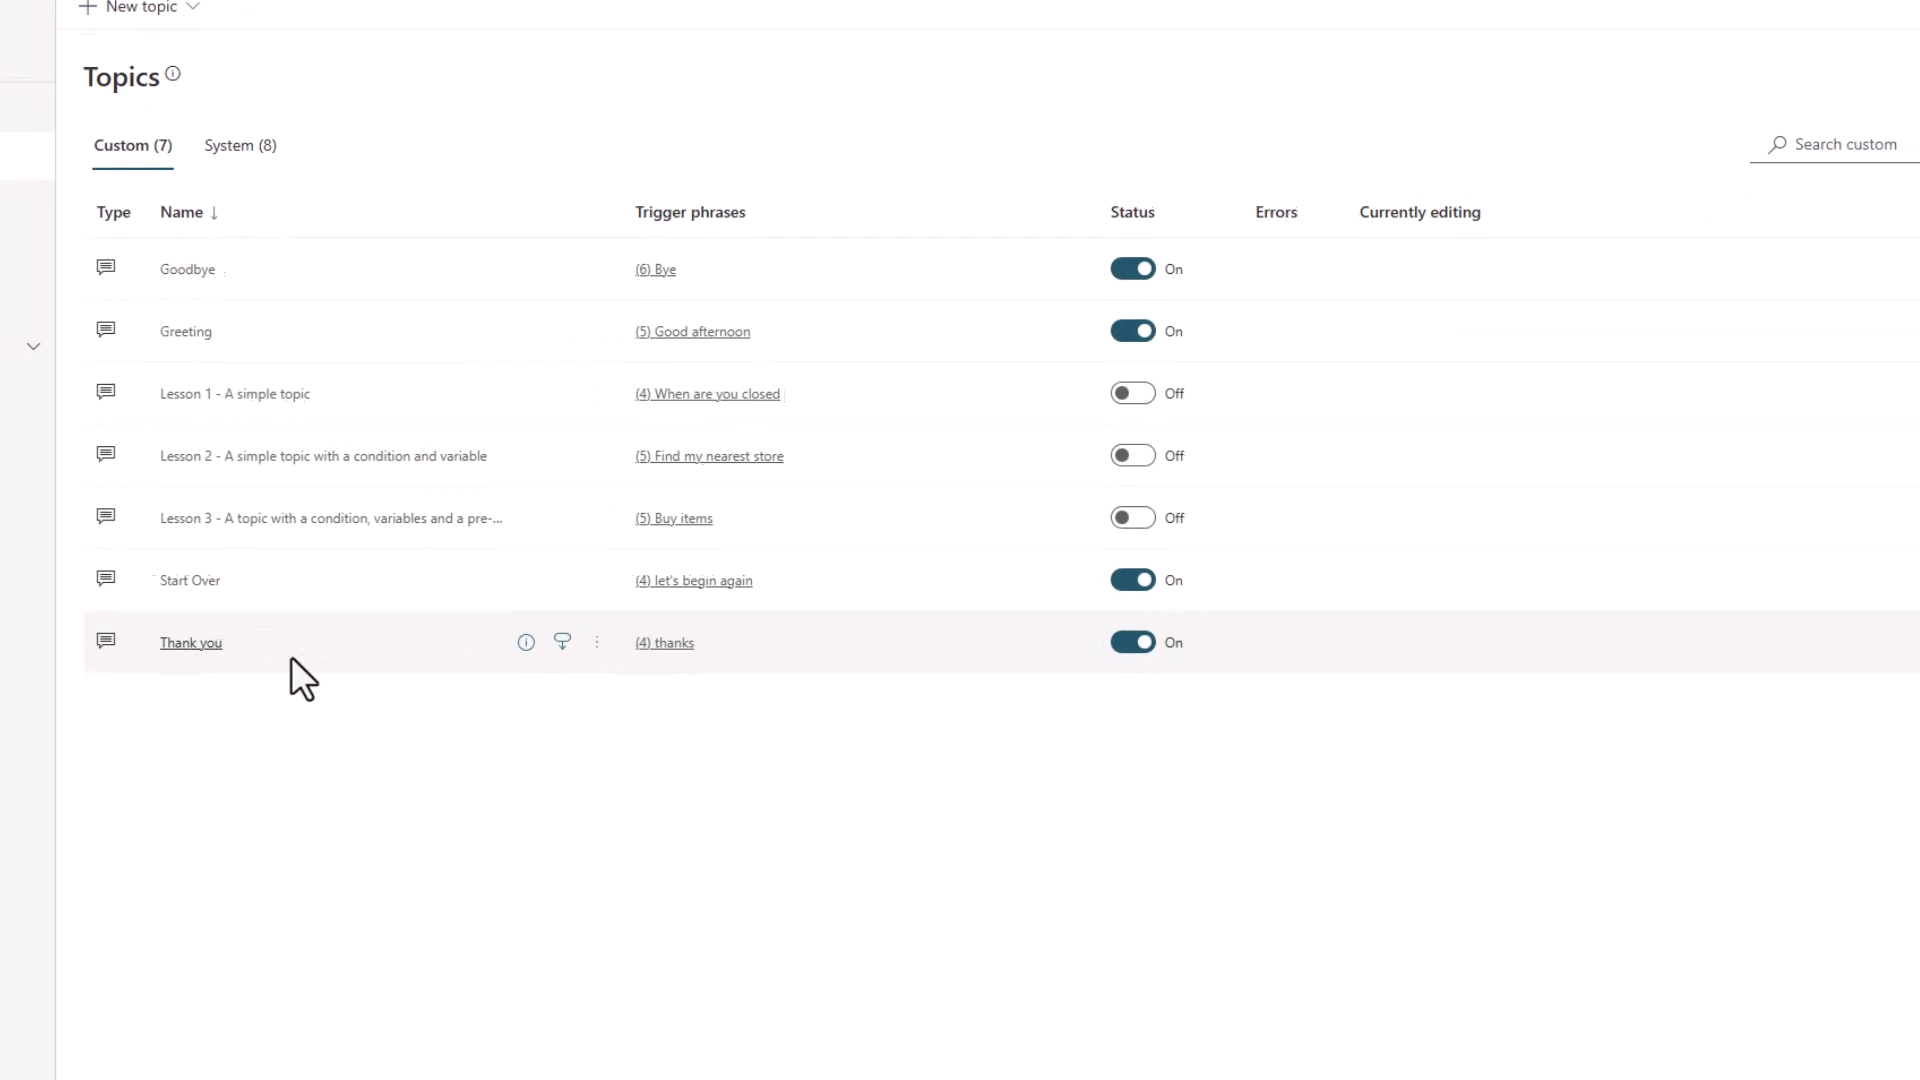 New topic
Topics
Custom (7) System (8) Search custom
Type Name ↓ Trigger phrases Status Errors Currently editing
Goodbye (6) Bye On
Greeting (5) Good afternoon On
Lesson 1 - A simple topic (4) When are you closed Off
Lesson 2 - A simple topic with a condition and variable (5) Find my nearest store Off
Lesson 3 - A topic with a condition, variables and a pre-... (5) Buy items Off
Start Over (4) let's begin again On
Thank you (4) thanks On